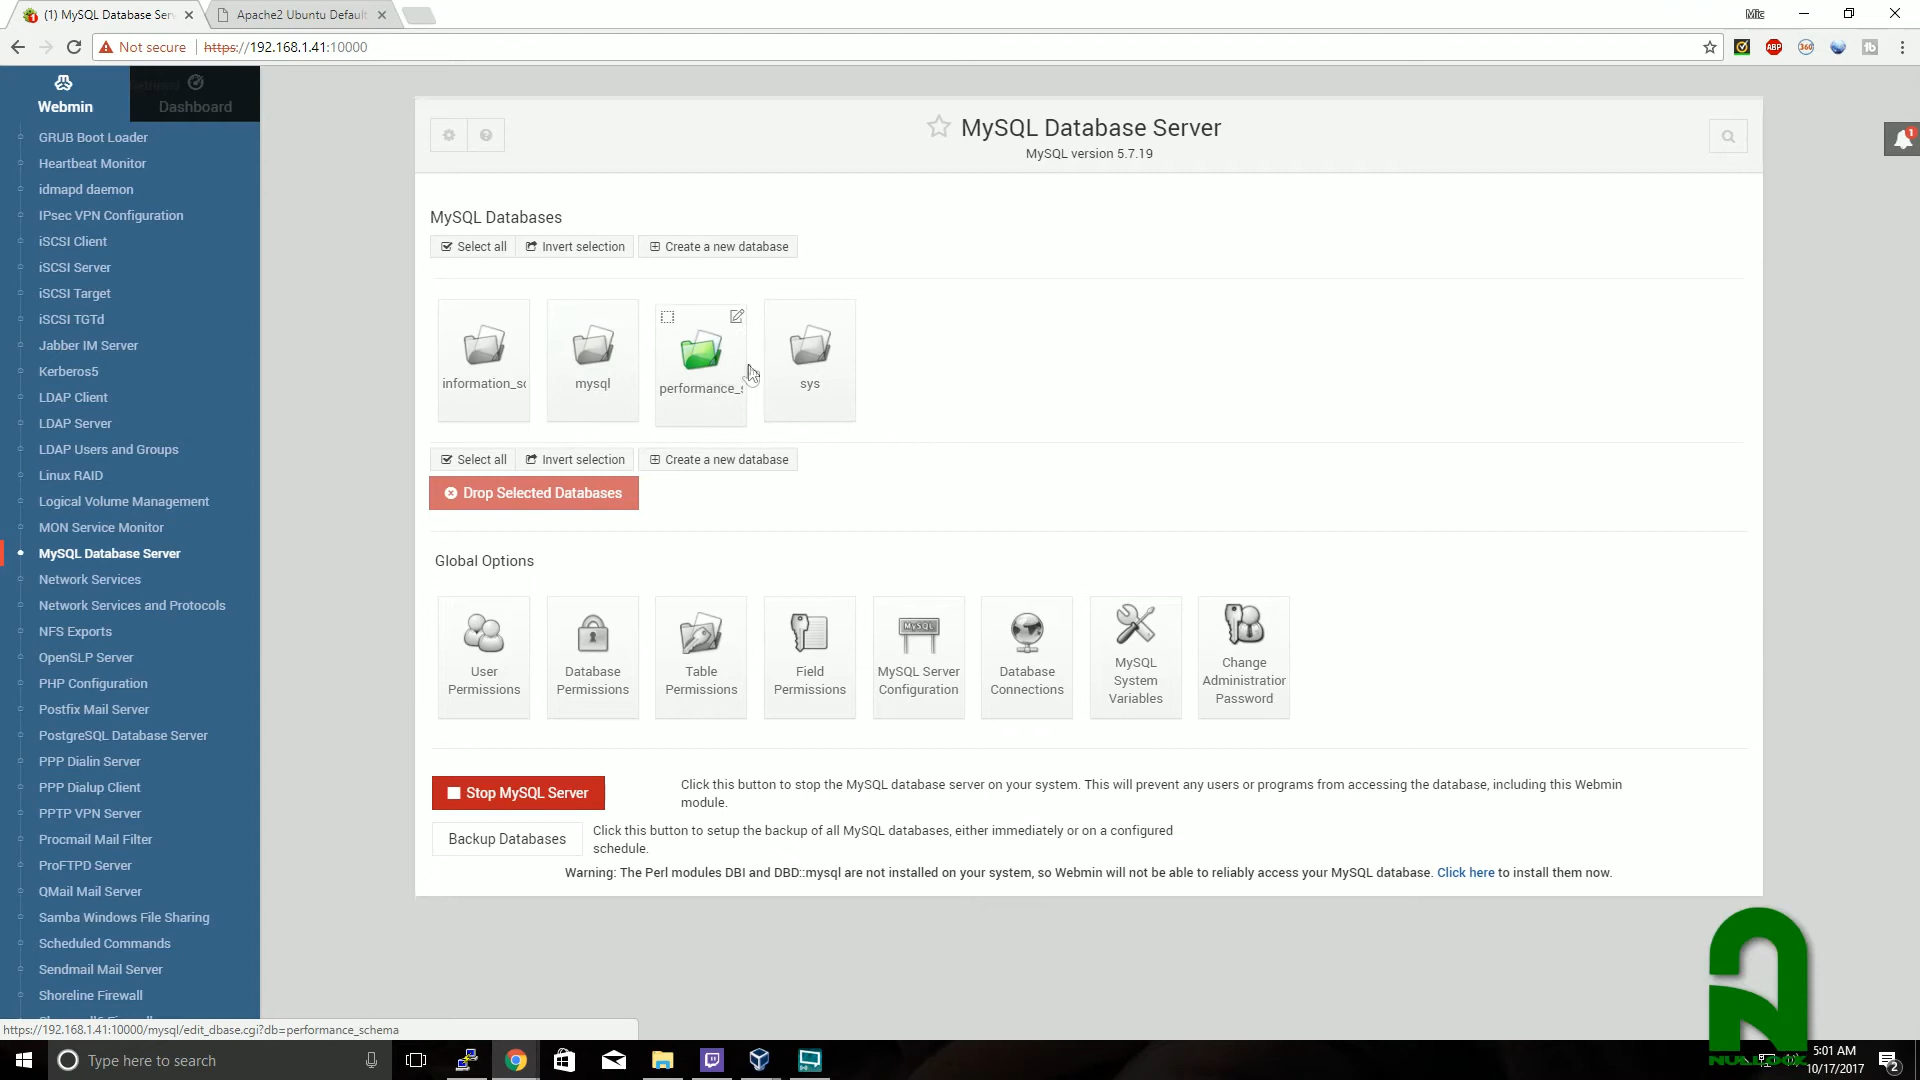 (1) MySQL Database Ser
Apache2 Ubuntu Default
Mic
Not secure
https://192.168.1.41:10000
ABP
360
Webmin
Dashboard
GRUB Boot Loader
Heartbeat Monitor
idmapd daemon
IPsec VPN Configuration
iSCSI Client
iSCSI Server
iSCSI Target
iSCSI TGTd
Jabber IM Server
Kerberos5
LDAP Client
LDAP Server
LDAP Users and Groups
Linux RAID
Logical Volume Management
MON Service Monitor
MySQL Database Server
Network Services
Network Services and Protocols
NFS Exports
OpenSLP Server
PHP Configuration
Postfix Mail Server
PostgreSQL Database Server
PPP Dialin Server
PPP Dialup Client
PPTP VPN Server
Procmail Mail Filter
ProFTPD Server
QMail Mail Server
Samba Windows File Sharing
Scheduled Commands
Sendmail Mail Server
Shoreline Firewall
MySQL Database Server
MySQL version 5.7.19
1
MySQL Databases
Select all Invert selection Create a new database
information_sc
mysql
performance_s
sys
Select all Invert selection Create a new database
Drop Selected Databases
Global Options
User
Permissions
Database
Permissions
Table
Permissions
Field
Permissions
MySQL
MySQL Server
Configuration
Database
Connections
MySQL
System
Variables
Change
Administration
Password
Stop MySQL Server
Click this button to stop the MySQL database server on your system. This will prevent any users or programs from accessing the database, including this Webmin
module.
Backup Databases
Click this button to setup the backup of all MySQL databases, either immediately or on a configured
schedule.
Warning: The Perl modules DBI and DBD::mysql are not installed on your system, so Webmin will not be able to reliably access your MySQL database. Click here to install them now.
https://192.168.1.41:10000/mysql/edit_dbase.cgi?db=performance_schema
Type here to search
5:01 AM
10/17/2017
2